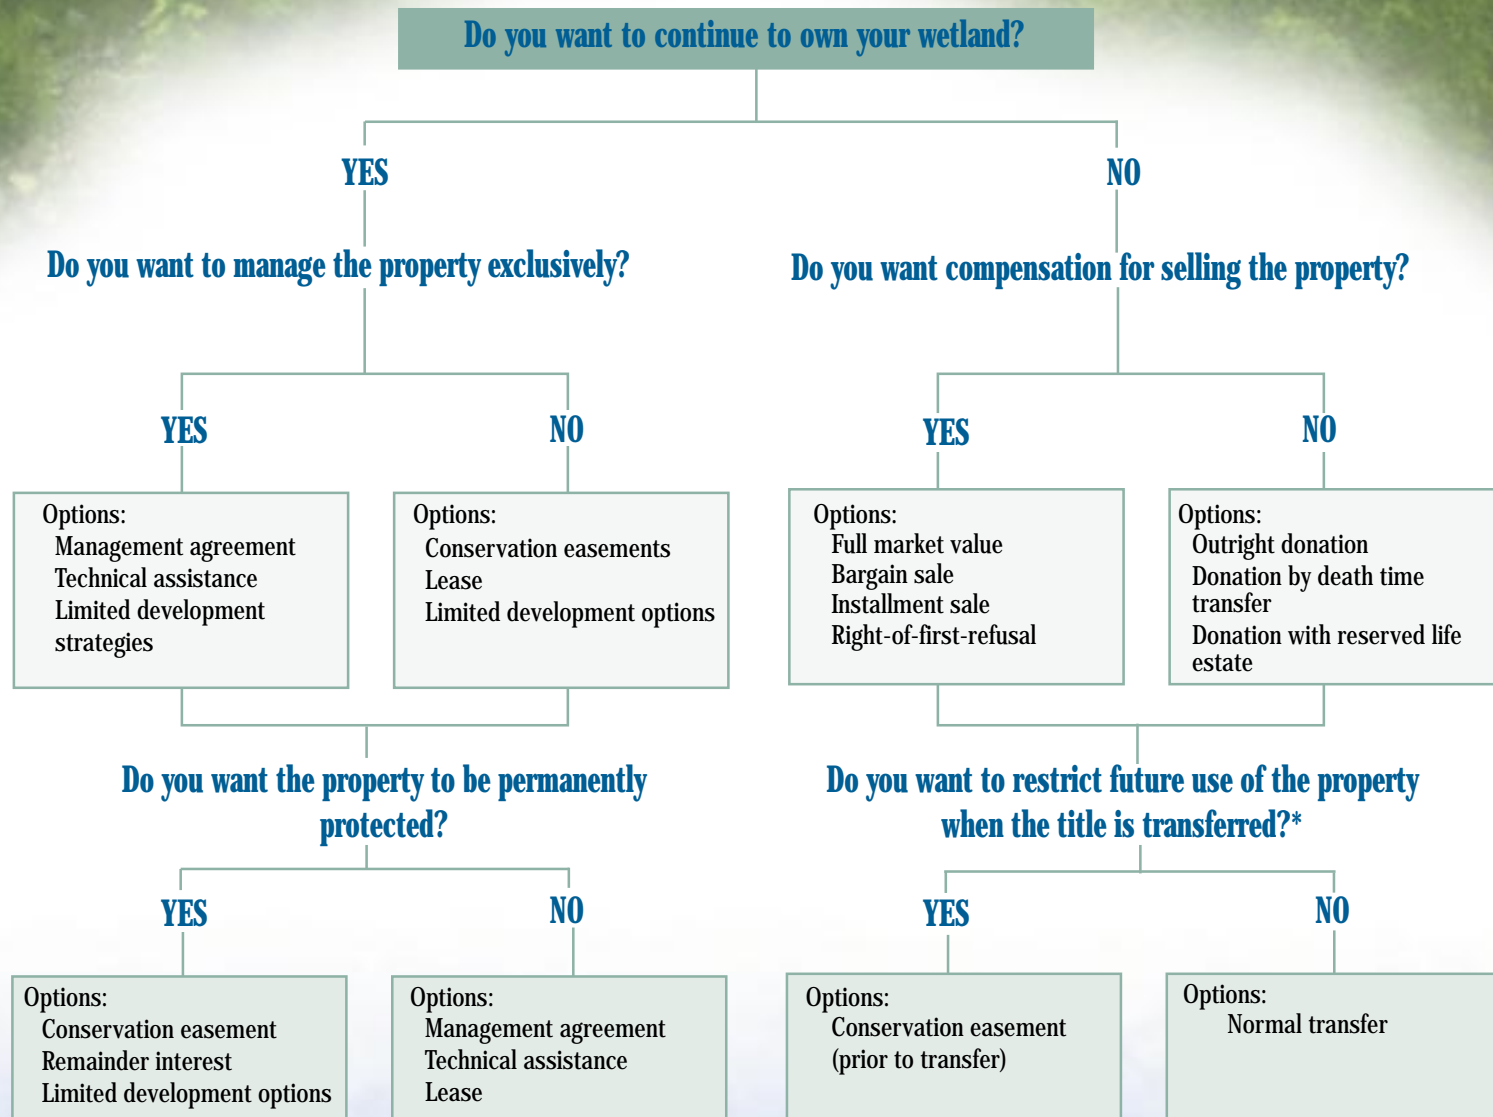 Do you want to continue to own your wetland?
YES
NO
Do you want to manage the property exclusively?
Do you want compensation for selling the property?
YES
NO
YES
NO
Options:
Management agreement
Technical assistance
Limited development
strategies
Options:
Conservation easements
Lease
Limited development options
Options:
Full market value
Bargain sale
Installment sale
Right-of-first-refusal
Options:
Outright donation
Donation by death time
transfer
Donation with reserved life
estate
Do you want the property to be permanently
protected?
Do you want to restrict future use of the property
when the title is transferred?*
YES
NO
YES
NO
Options:
Conservation easement
Remainder interest
Limited development options
Options:
Management agreement
Technical assistance
Lease
Options:
Conservation easement
(prior to transfer)
Options:
Normal transfer